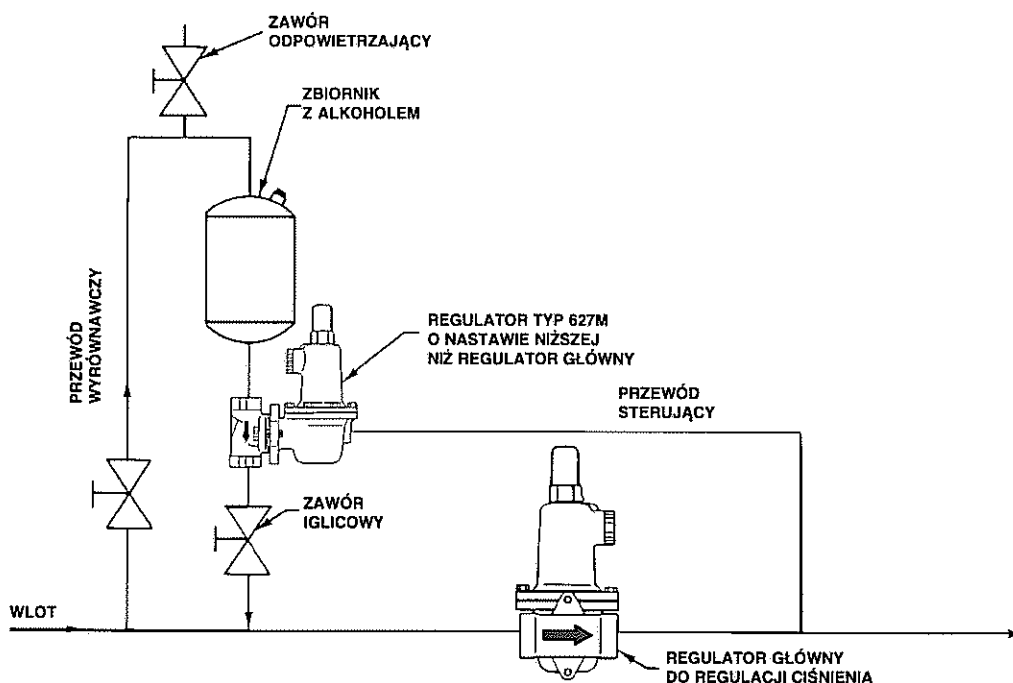 ZAWÓR
ODPOWIETRZAJĄCY
ZBIORNIK
Z ALKOHOLEM
PRZEWÓD
WYRÓWNAWCZY
REGULATOR TYP 627M
O NASTAWIE NIŻSZEJ
NIŻ REGULATOR GŁÓWNY
PRZEWÓD
STERUJĄCY
ZAWÓR
IGLICOWY
WLOT
REGULATOR GŁÓWNY
DO REGULACJI CIŚNIENIA